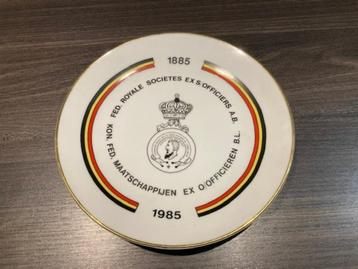 1885
FED. ROYALE SOCIETES EX S/OFFICIERS A.B.
KON. FED. MAATSCHAPPIJEN EX O/OFFICIEREN B.L.
1985